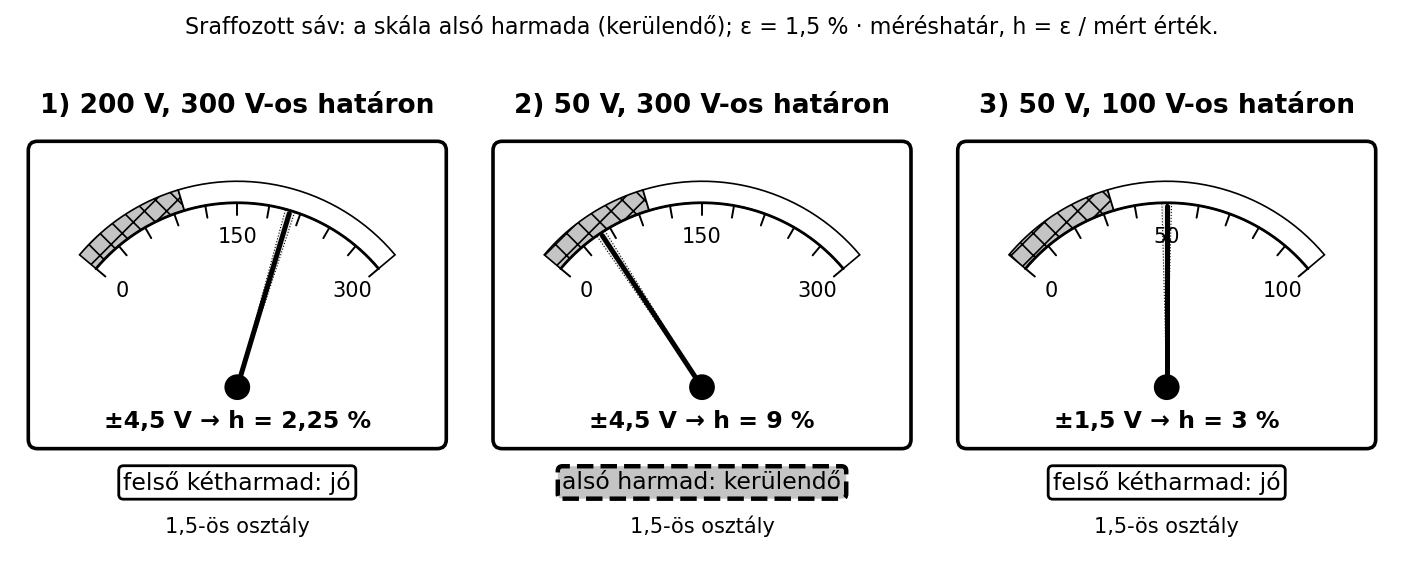 Sraffozott sáv: a skála alsó harmada (kerülendő); ε = 1,5 % · méréshatár, h = ε / mért érték.
1) 200 V, 300 V-os határon
2) 50 V, 300 V-os határon
3) 50 V, 100 V-os határon
150
0
300
±4,5 V → h = 2,25 %
150
0
300
±4,5 V → h = 9 %
50
0
100
±1,5 V → h = 3 %
felső kétharmad: jó
alsó harmad: kerülendő
felső kétharmad: jó
1,5-ös osztály
1,5-ös osztály
1,5-ös osztály